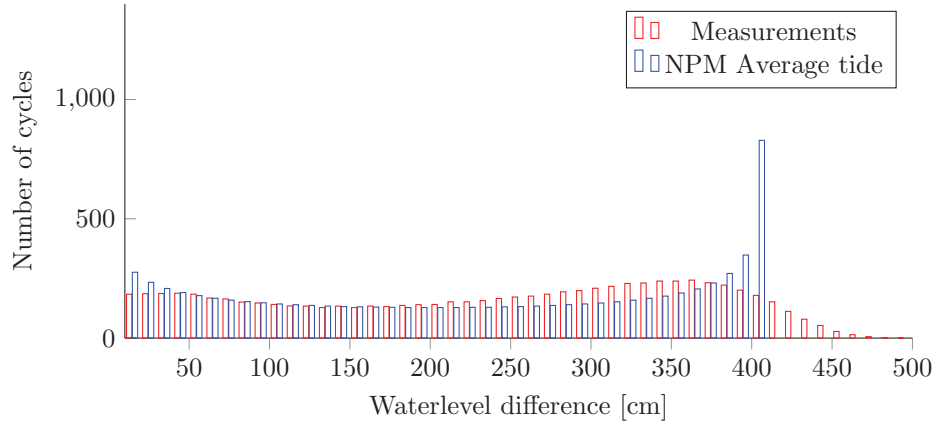 Measurements
NPM Average tide
Number of cycles
1,000
500
0
50 100 150 200 250 300 350 400 450 500
Waterlevel difference [cm]